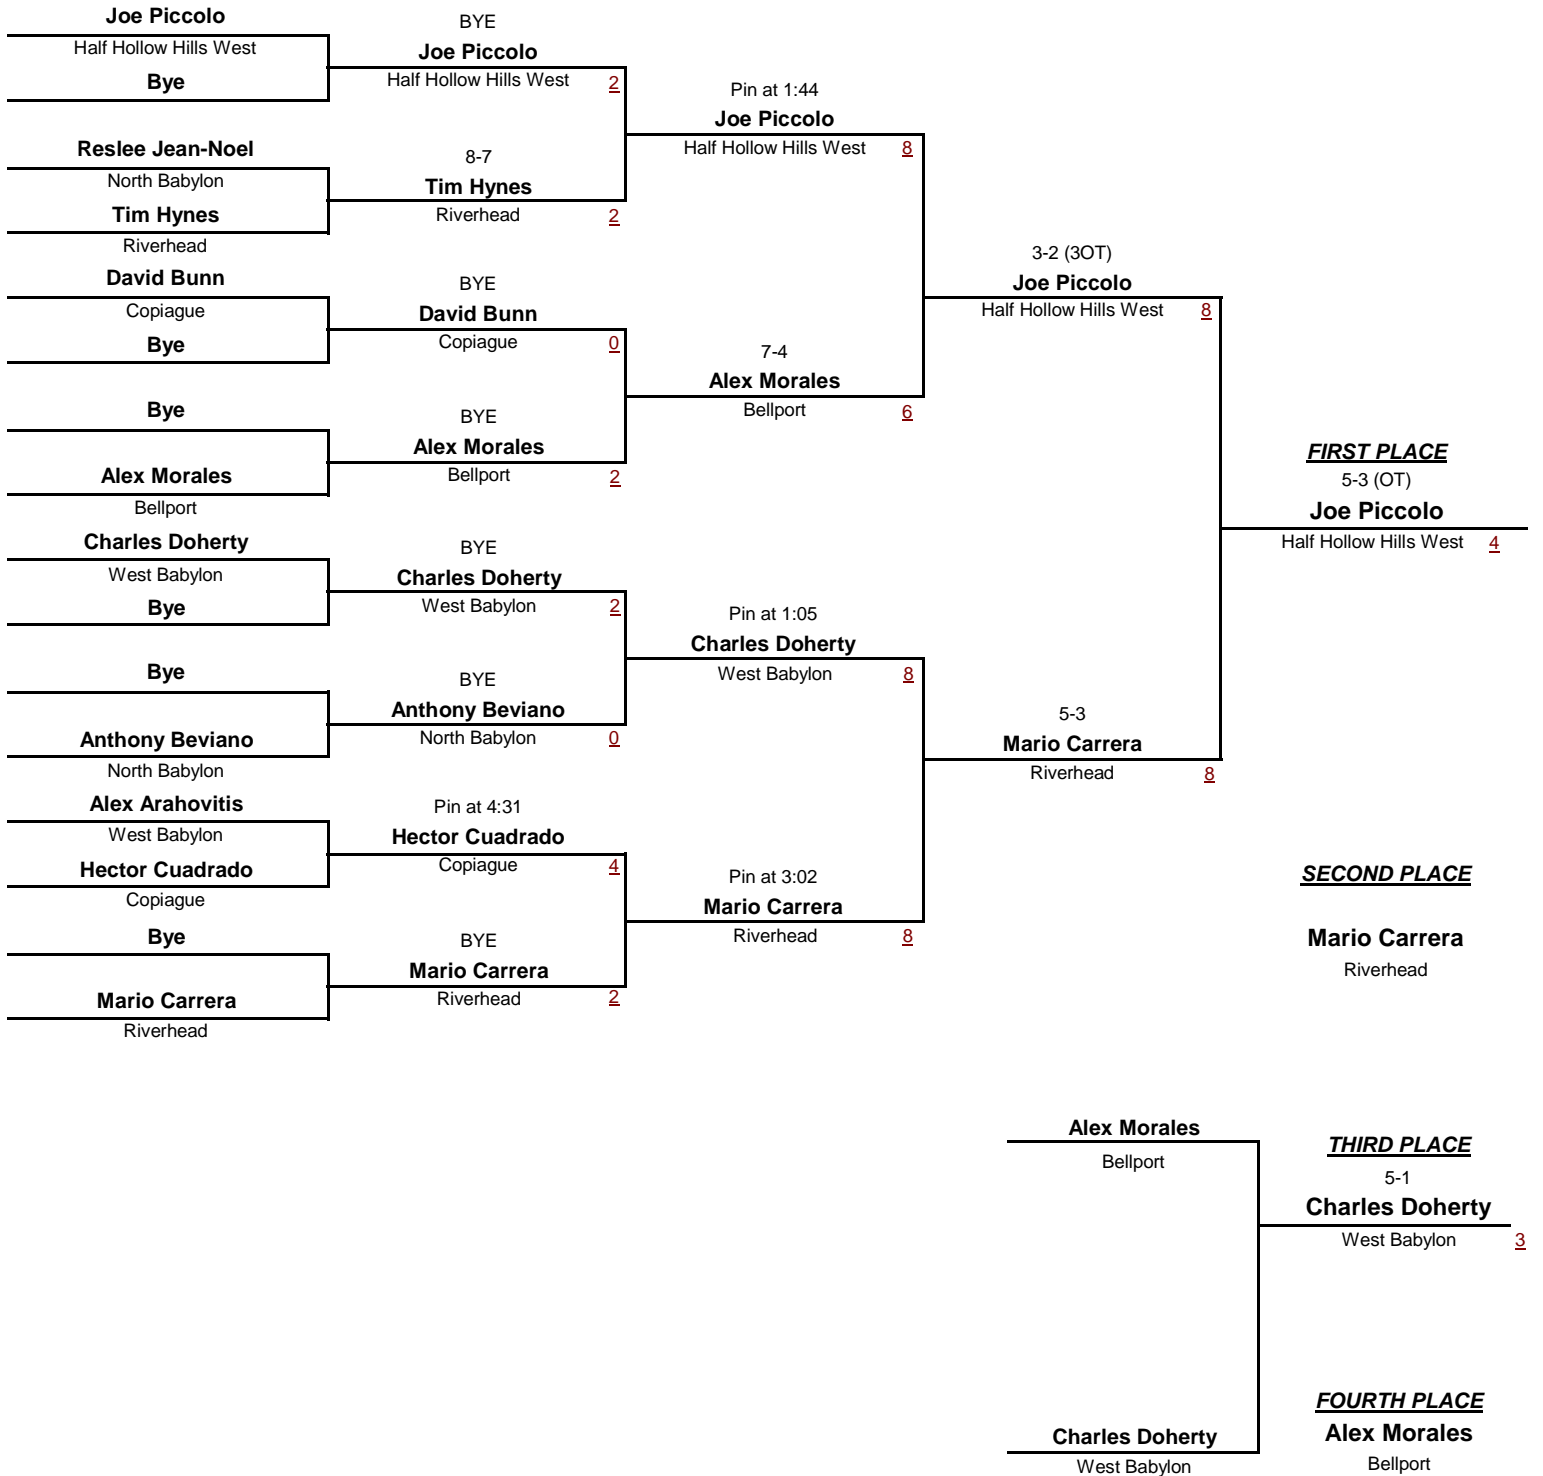 Joe Piccolo
Half Hollow Hills West
Bye
Reslee Jean-Noel
North Babylon
Tim Hynes
Riverhead
David Bunn
Copiague
Bye
Bye
Alex Morales
Bellport
Charles Doherty
West Babylon
Bye
Bye
Anthony Beviano
North Babylon
Alex Arahovitis
West Babylon
Hector Cuadrado
Copiague
Bye
Mario Carrera
Riverhead
BYE
Joe Piccolo
Half Hollow Hills West 2
8-7
Tim Hynes
Riverhead 2
BYE
David Bunn
Copiague 0
BYE
Alex Morales
Bellport 2
BYE
Charles Doherty
West Babylon 2
BYE
Anthony Beviano
North Babylon 0
Pin at 4:31
Hector Cuadrado
Copiague 4
BYE
Mario Carrera
Riverhead 2
Pin at 1:44
Joe Piccolo
Half Hollow Hills West 8
7-4
Alex Morales
Bellport 6
Pin at 1:05
Charles Doherty
West Babylon 8
Pin at 3:02
Mario Carrera
Riverhead 8
3-2 (3OT)
Joe Piccolo
Half Hollow Hills West 8
5-3
Mario Carrera
Riverhead 8
FIRST PLACE
5-3 (OT)
Joe Piccolo
Half Hollow Hills West 4
SECOND PLACE
Mario Carrera
Riverhead
Alex Morales
Bellport
Charles Doherty
West Babylon
THIRD PLACE
5-1
Charles Doherty
West Babylon 3
FOURTH PLACE
Alex Morales
Bellport